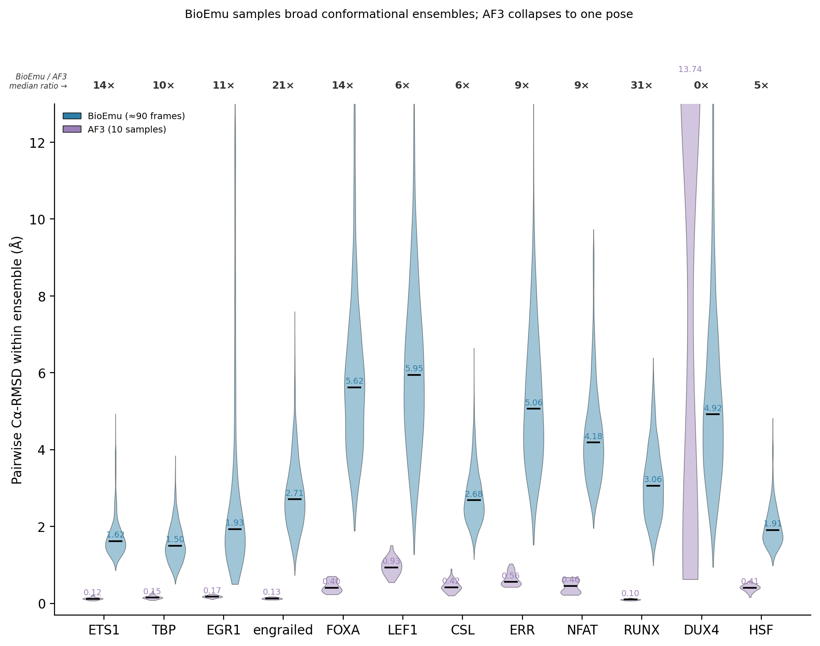 BioEmu samples broad conformational ensembles; AF3 collapses to one pose
13.74
BioEmu / AF3
median ratio →
14× 10× 11× 21× 14× 6× 6× 9× 9× 31× 0× 5×
BioEmu (≈90 frames)
AF3 (10 samples)
Pairwise Cα-RMSD within ensemble (Å)
12
10
8
6
4
2
0
0.12 1.62
0.15 1.50
0.17 1.93
0.13 2.71
0.40 5.62
0.93 5.95
0.42 2.68
0.56 5.06
0.46 4.18
0.10 3.06
4.92
0.41 1.91
ETS1 TBP EGR1 engrailed FOXA LEF1 CSL ERR NFAT RUNX DUX4 HSF